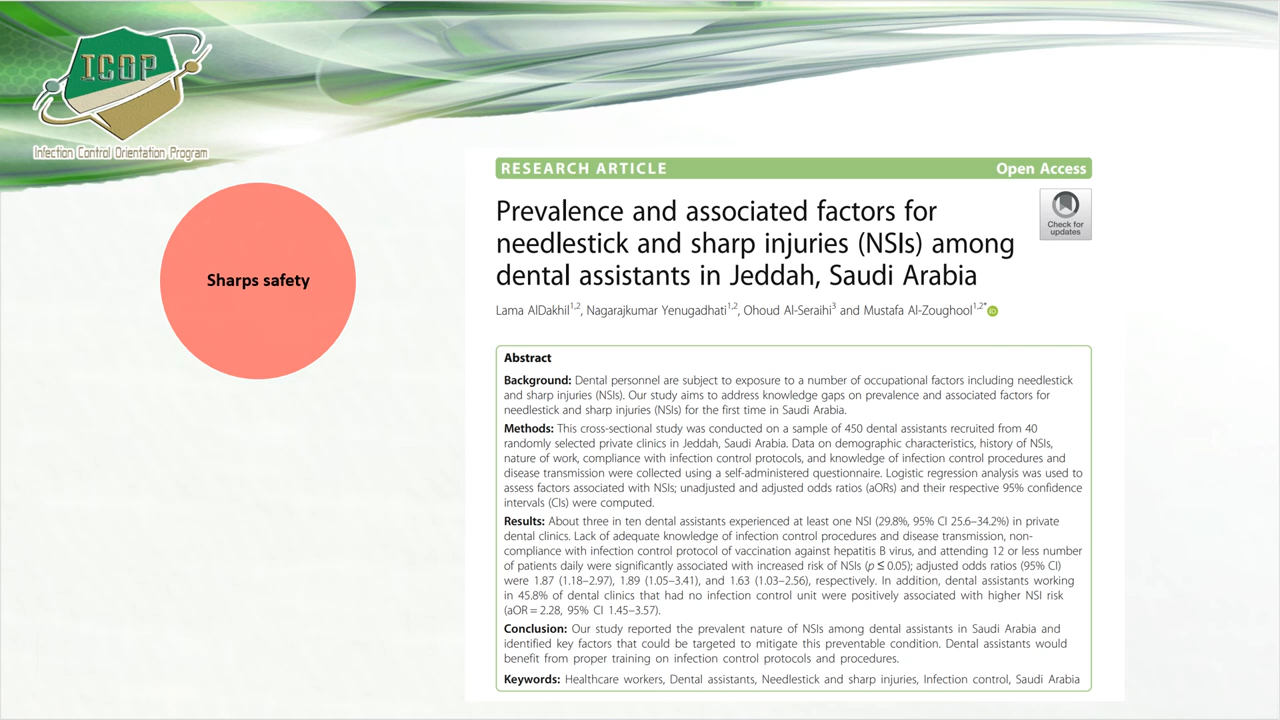 ICOP
Infection Control Orientation Program
Sharps safety
RESEARCH ARTICLE
Open Access
Check for
updates
Prevalence and associated factors for
needlestick and sharp injuries (NSIs) among
dental assistants in Jeddah, Saudi Arabia
Lama AlDakhil1,2, Nagarajkumar Yenugadhati1,2, Ohoud Al-Seraihi3 and Mustafa Al-Zoughool1,2*
Abstract
Background: Dental personnel are subject to exposure to a number of occupational factors including needlestick
and sharp injuries (NSIs). Our study aims to address knowledge gaps on prevalence and associated factors for
needlestick and sharp injuries (NSIs) for the first time in Saudi Arabia.
Methods: This cross-sectional study was conducted on a sample of 450 dental assistants recruited from 40
randomly selected private clinics in Jeddah, Saudi Arabia. Data on demographic characteristics, history of NSIs,
nature of work, compliance with infection control protocols, and knowledge of infection control procedures and
disease transmission were collected using a self-administered questionnaire. Logistic regression analysis was used to
assess factors associated with NSIs; unadjusted and adjusted odds ratios (aORs) and their respective 95% confidence
intervals (CIs) were computed.
Results: About three in ten dental assistants experienced at least one NSI (29.8%, 95% CI 25.6–34.2%) in private
dental clinics. Lack of adequate knowledge of infection control procedures and disease transmission, non-
compliance with infection control protocol of vaccination against hepatitis B virus, and attending 12 or less number
of patients daily were significantly associated with increased risk of NSIs (p ≤ 0.05); adjusted odds ratios (95% CI)
were 1.87 (1.18–2.97), 1.89 (1.05–3.41), and 1.63 (1.03–2.56), respectively. In addition, dental assistants working
in 45.8% of dental clinics that had no infection control unit were positively associated with higher NSI risk
(aOR = 2.28, 95% CI 1.45–3.57).
Conclusion: Our study reported the prevalent nature of NSIs among dental assistants in Saudi Arabia and
identified key factors that could be targeted to mitigate this preventable condition. Dental assistants would
benefit from proper training on infection control protocols and procedures.
Keywords: Healthcare workers, Dental assistants, Needlestick and sharp injuries, Infection control, Saudi Arabia